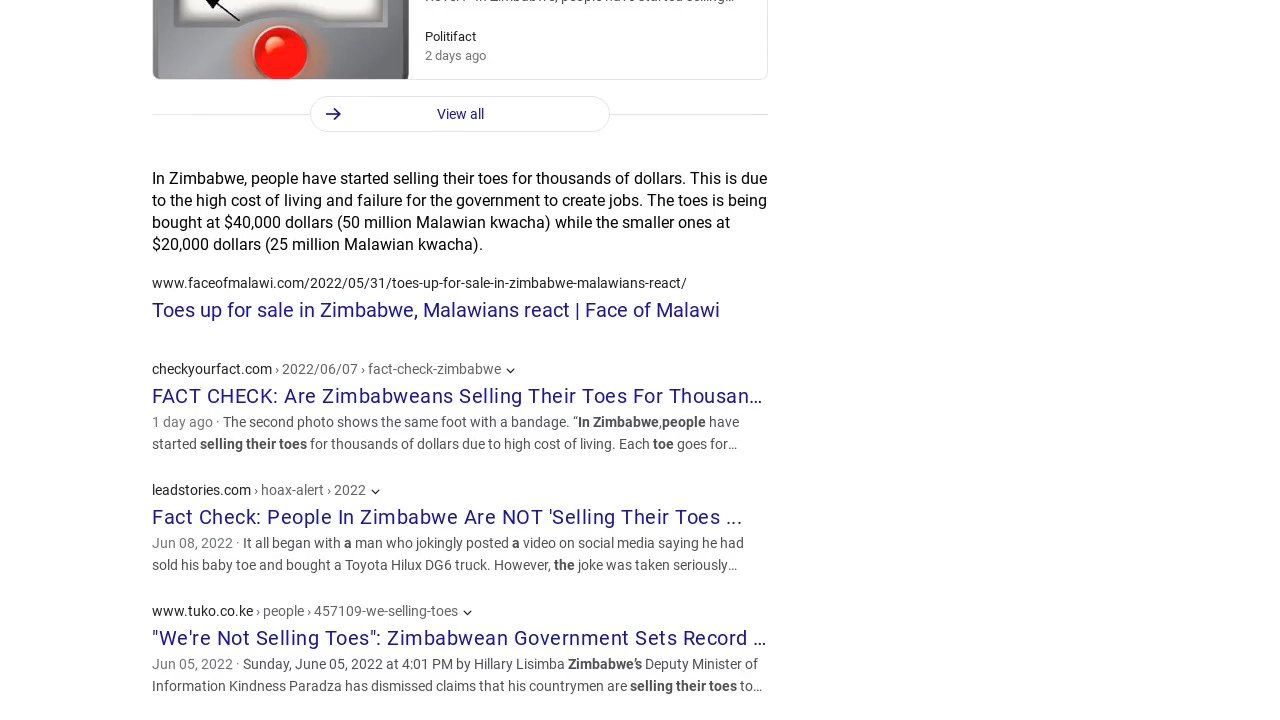 Politifact
2 days ago
View all
In Zimbabwe, people have started selling their toes for thousands of dollars. This is due
to the high cost of living and failure for the government to create jobs. The toes is being
bought at $40,000 dollars (50 million Malawian kwacha) while the smaller ones at
$20,000 dollars (25 million Malawian kwacha).
www.faceofmalawi.com/2022/05/31/toes-up-for-sale-in-zimbabwe-malawians-react/
Toes up for sale in Zimbabwe, Malawians react | Face of Malawi
checkyourfact.com › 2022/06/07 › fact-check-zimbabwe
FACT CHECK: Are Zimbabweans Selling Their Toes For Thousan...
1 day ago · The second photo shows the same foot with a bandage. “In Zimbabwe,people have
started selling their toes for thousands of dollars due to high cost of living. Each toe goes for...
leadstories.com › hoax-alert › 2022
Fact Check: People In Zimbabwe Are NOT 'Selling Their Toes ...
Jun 08, 2022 · It all began with a man who jokingly posted a video on social media saying he had
sold his baby toe and bought a Toyota Hilux DG6 truck. However, the joke was taken seriously...
www.tuko.co.ke › people › 457109-we-selling-toes
"We're Not Selling Toes": Zimbabwean Government Sets Record ...
Jun 05, 2022 · Sunday, June 05, 2022 at 4:01 PM by Hillary Lisimba Zimbabwe’s Deputy Minister of
Information Kindness Paradza has dismissed claims that his countrymen are selling their toes to...